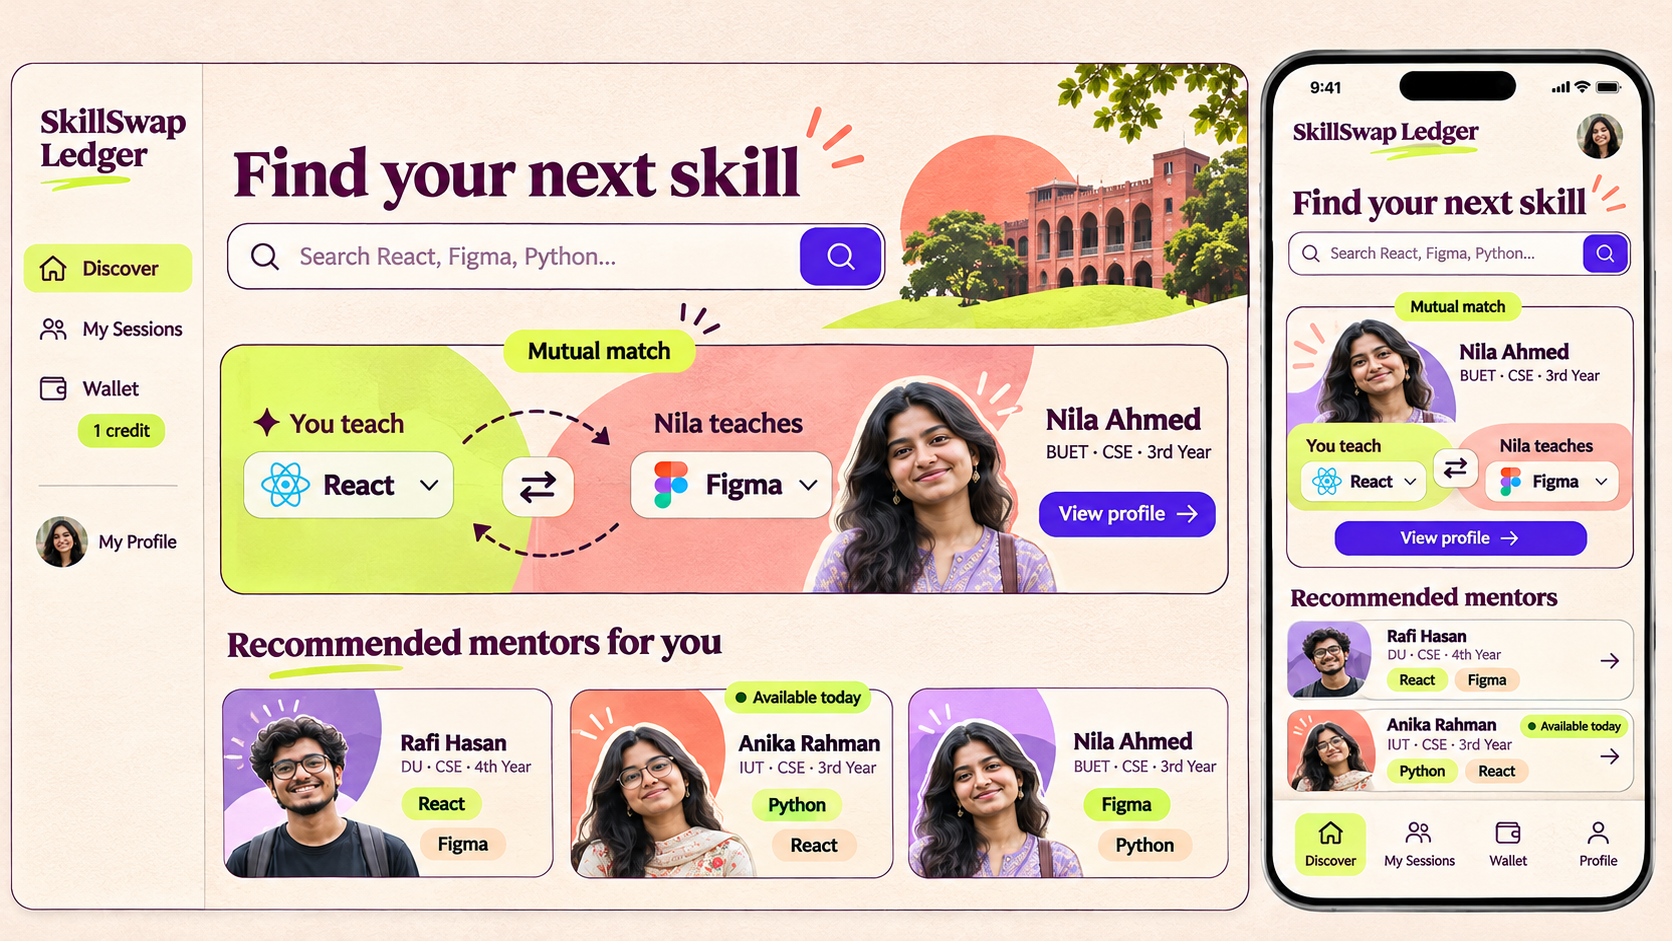 SkillSwap
Ledger
Discover
My Sessions
Wallet
1 credit
My Profile
Find your next skill
Search React, Figma, Python...
Mutual match
You teach
React
Nila teaches
Figma
Nila Ahmed
BUET · CSE · 3rd Year
View profile
Recommended mentors for you
Rafi Hasan
DU · CSE · 4th Year
React
Figma
Available today
Anika Rahman
IUT · CSE · 3rd Year
Python
React
Nila Ahmed
BUET · CSE · 3rd Year
Figma
Python
9:41
SkillSwap Ledger
Find your next skill
Search React, Figma, Python...
Mutual match
Nila Ahmed
BUET · CSE · 3rd Year
You teach
React
Nila teaches
Figma
View profile
Recommended mentors
Rafi Hasan
DU · CSE · 4th Year
React Figma
Anika Rahman
Available today
IUT · CSE · 3rd Year
Python React
Discover
My Sessions
Wallet
Profile